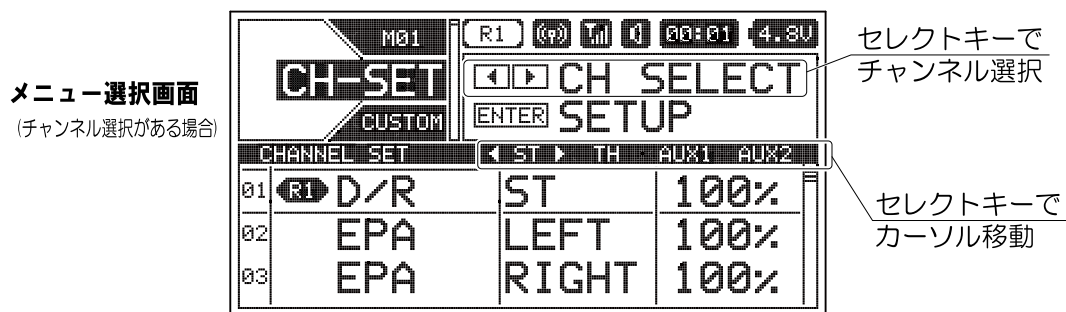 メニュー選択画面
(チャンネル選択がある場合)
M01
CH-SET
CUSTOM
R1 00:01 4.8V
◀ ▶ CH SELECT
ENTER SETUP
CHANNEL SET ◀ ST ▶ TH AUX1 AUX2
01 R1 D/R ST 100%
02 EPA LEFT 100%
03 EPA RIGHT 100%
セレクトキーで
チャンネル選択
セレクトキーで
カーソル移動